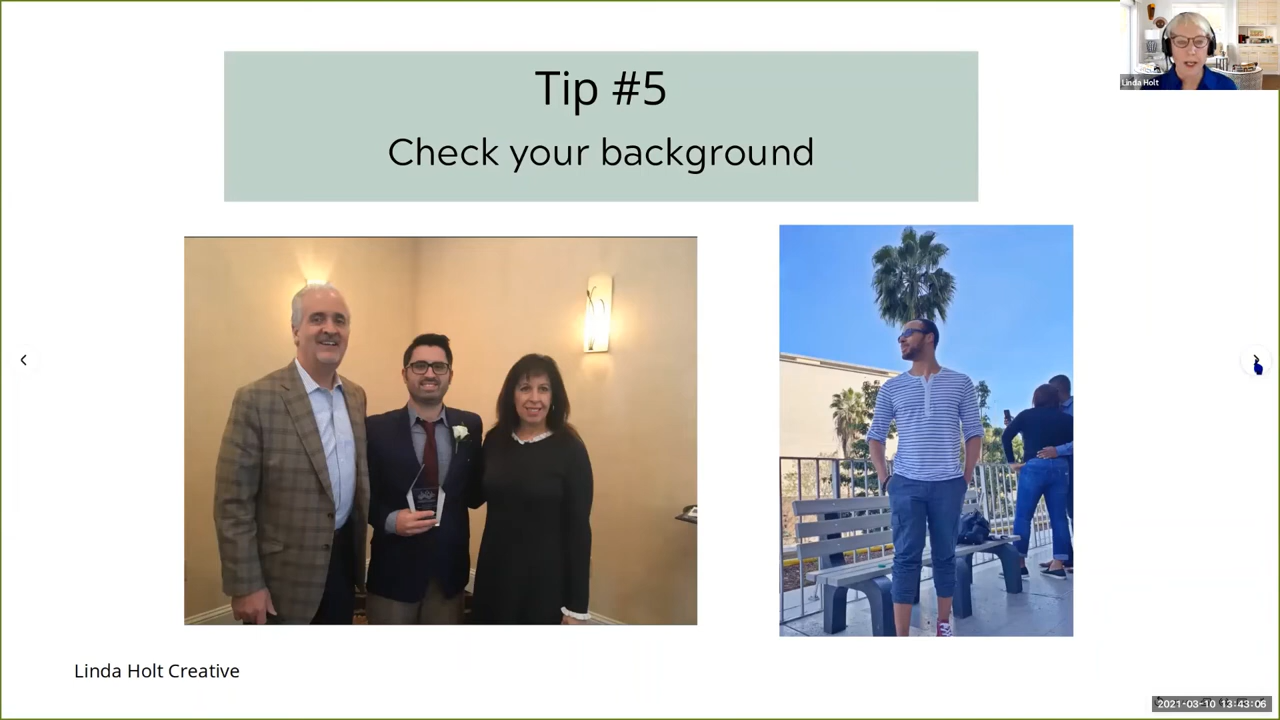 Tip #5
Check your background
Linda Holt
Linda Holt Creative
2021-03-10 13:43:06